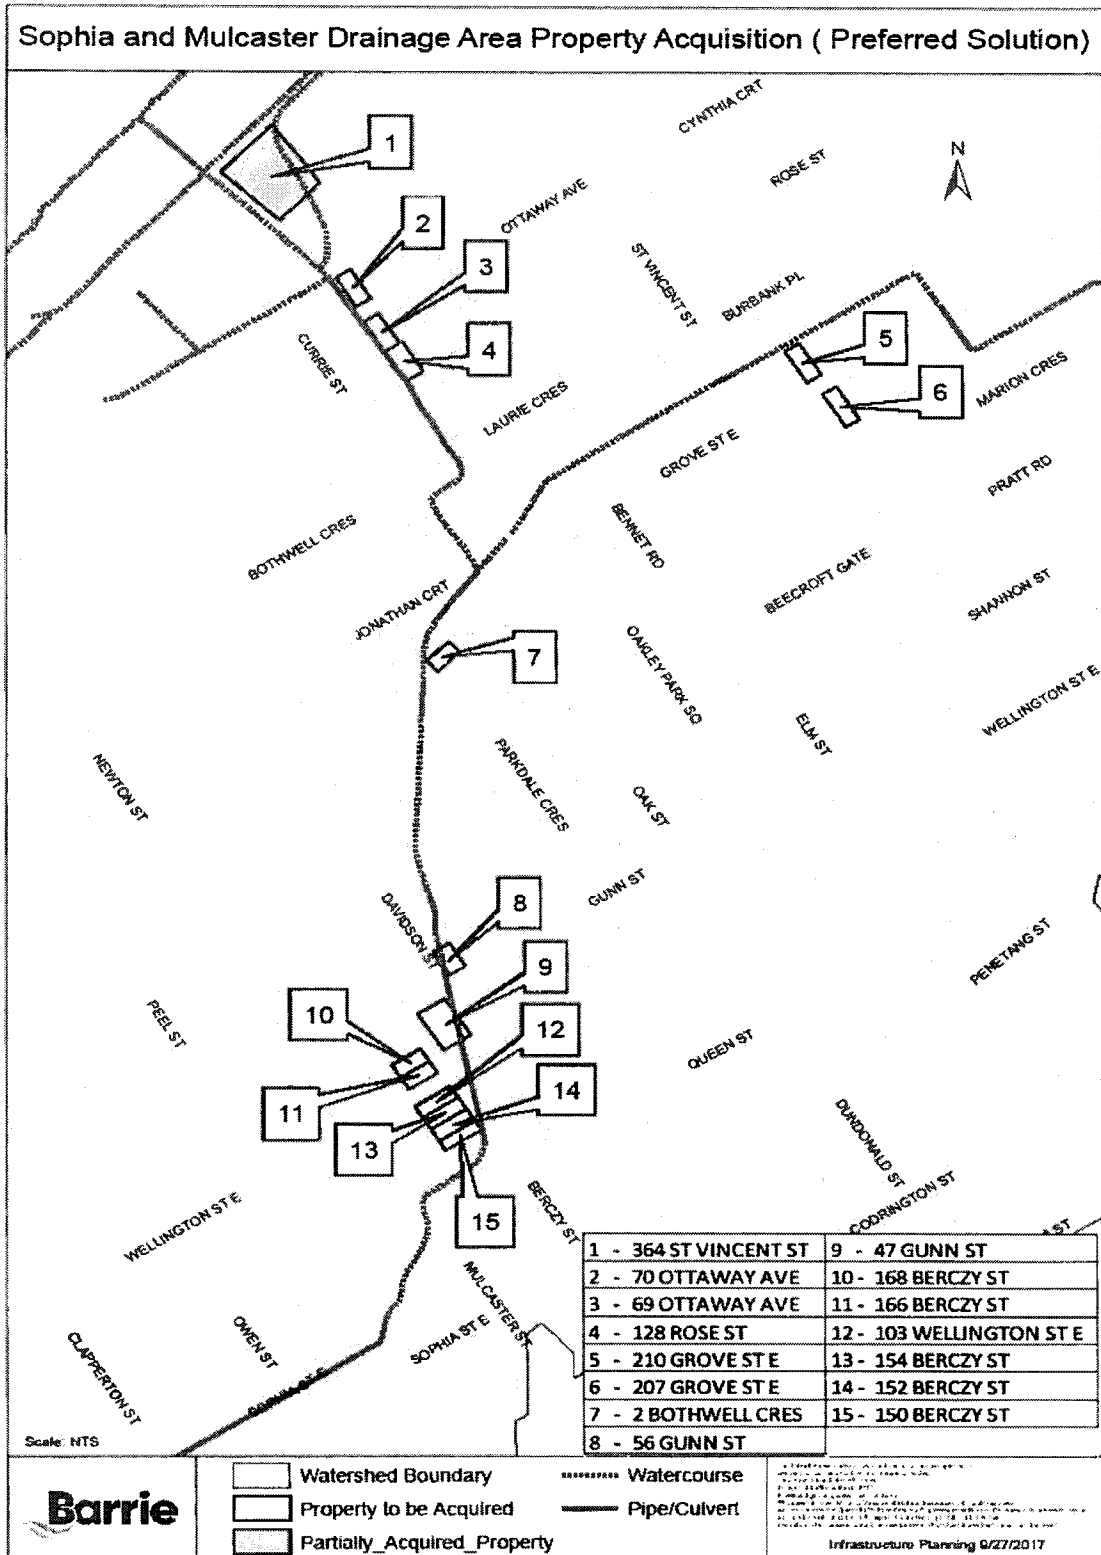 Sophia and Mulcaster Drainage Area Property Acquisition ( Preferred Solution)
CYNTHIA CRT
ROSE ST
N
1
OTTAWAY AVE
2
3
ST VINCENT ST
BURBANK PL
4
CURRIE ST
5
6
MARION CRES
LAURIE CRES
GROVE ST E
PRATT RD
BENNET RD
BOTHWELL CRES
BEECROFT GATE
SHANNON ST
JONATHAN CRT
7
OAKLEY PARK SQ
WELLINGTON ST E
ELM ST
NEWTON ST
PARKDALE CRES
OAK ST
GUNN ST
8
DAVIDSON ST
PENETANG ST
9
PEEL ST
10
12
QUEEN ST
14
11
13
DUNDONALD ST
CODRINGTON ST
ST
15
BERCZY ST
WELLINGTON ST E
MULCASTER ST
OWEN ST
SOPHIA ST E
CLAPPERTON ST
SOPHIA ST E
1 - 364 ST VINCENT ST
2 - 70 OTTAWAY AVE
3 - 69 OTTAWAY AVE
4 - 128 ROSE ST
5 - 210 GROVE ST E
6 - 207 GROVE ST E
7 - 2 BOTHWELL CRES
8 - 56 GUNN ST
9 - 47 GUNN ST
10 - 168 BERCZY ST
11 - 166 BERCZY ST
12 - 103 WELLINGTON ST E
13 - 154 BERCZY ST
14 - 152 BERCZY ST
15 - 150 BERCZY ST
Scale: NTS
Barrie
Watershed Boundary
Property to be Acquired
Partially_Acquired_Property
Watercourse
Pipe/Culvert
Infrastructure Planning 9/27/2017